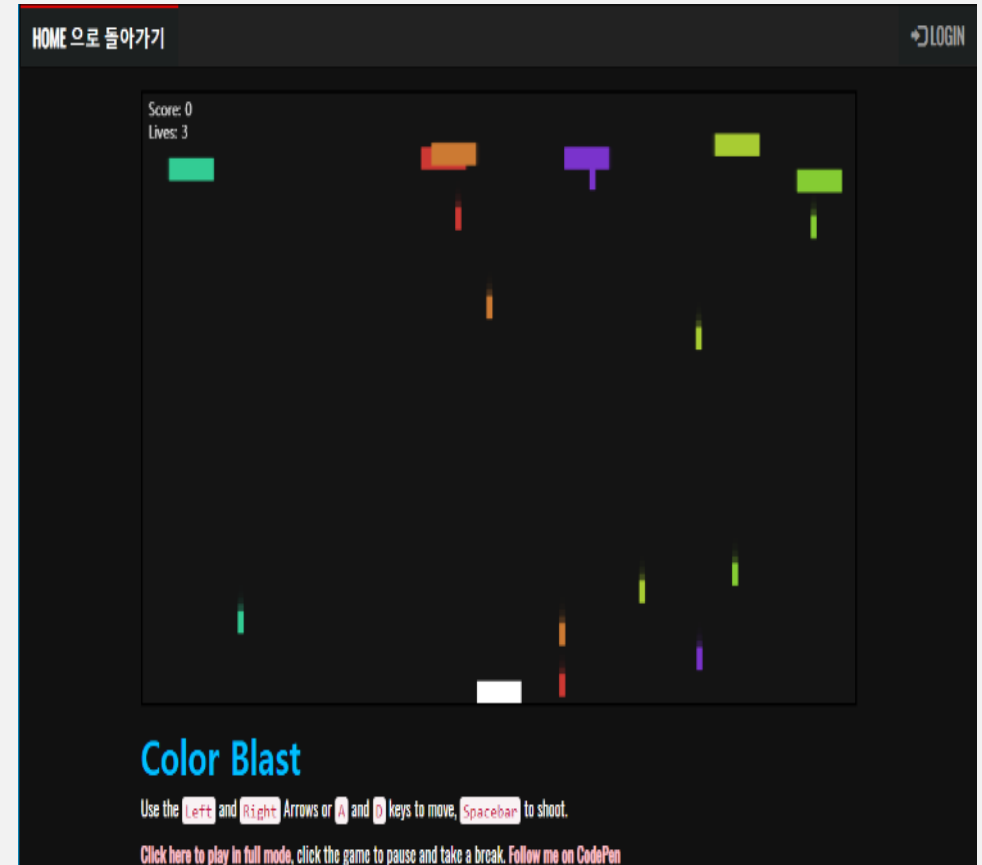 HOME 으로 돌아가기
LOGIN
Score: 0
Lives: 3
Color Blast
Use the Left and Right Arrows or A and D keys to move, Spacebar to shoot.
Click here to play in full mode, click the game to pause and take a break. Follow me on CodePen